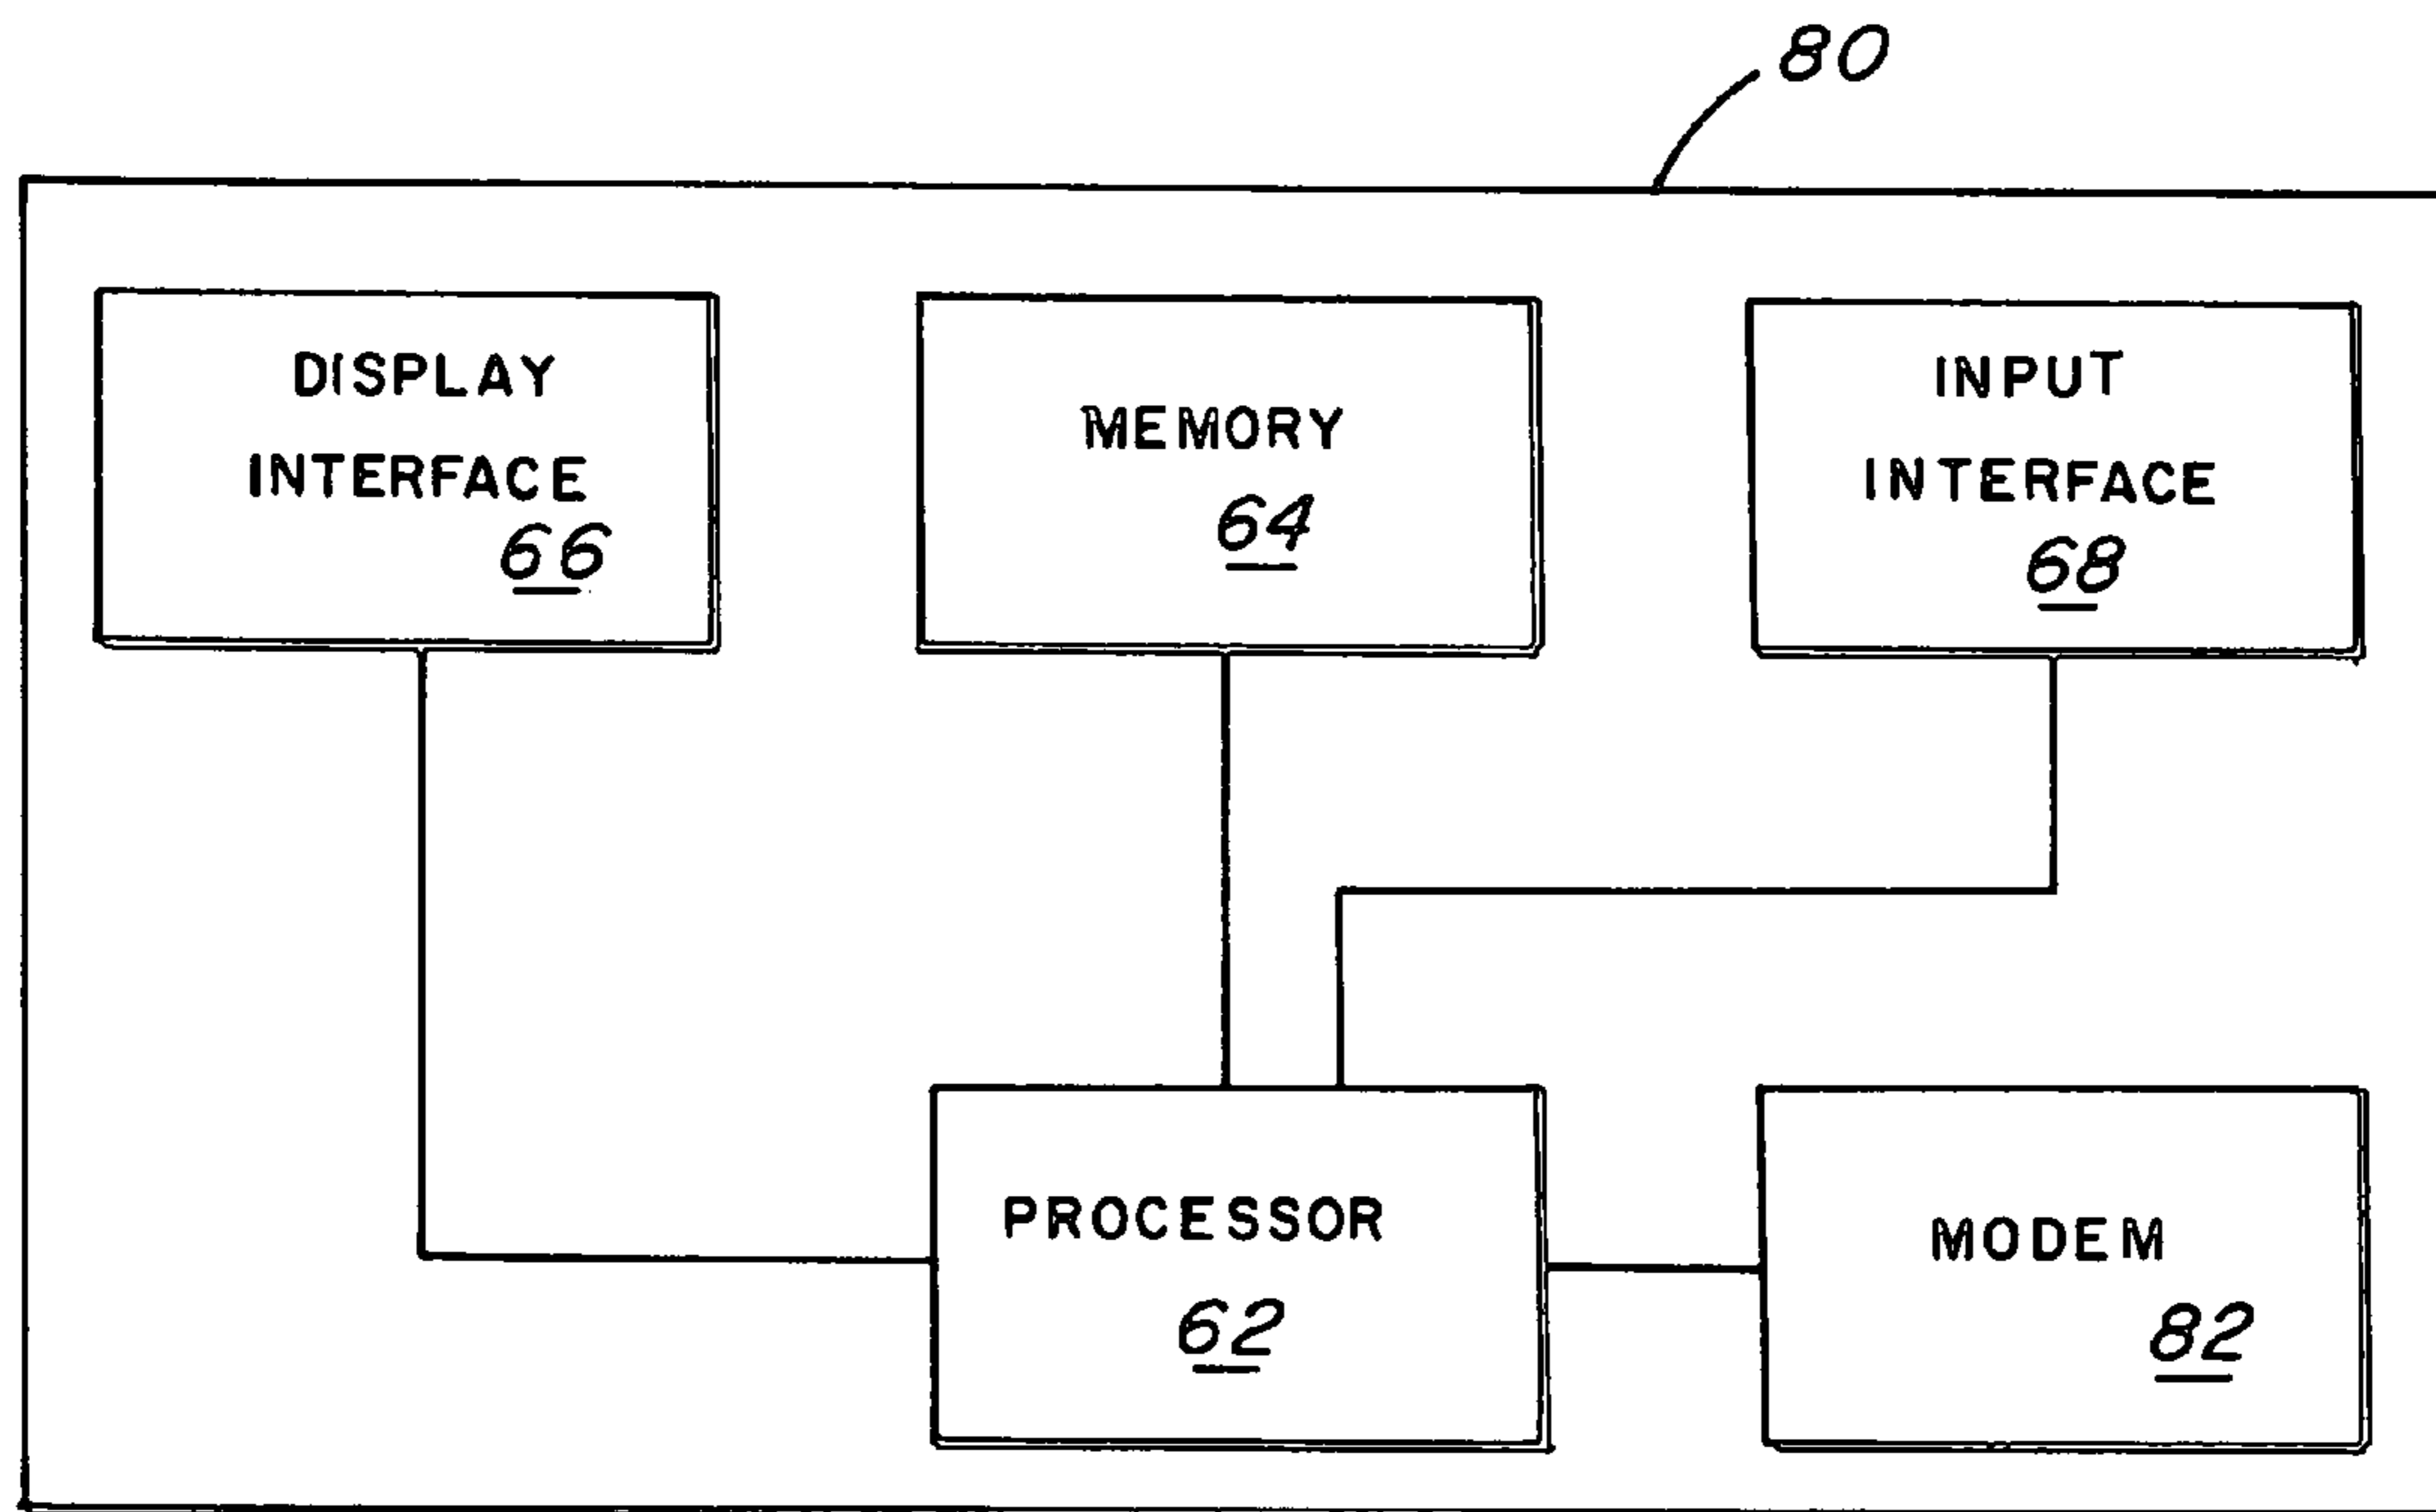 80
DISPLAY
INTERFACE
66
MEMORY
64
INPUT
INTERFACE
68
PROCESSOR
62
MODEM
82